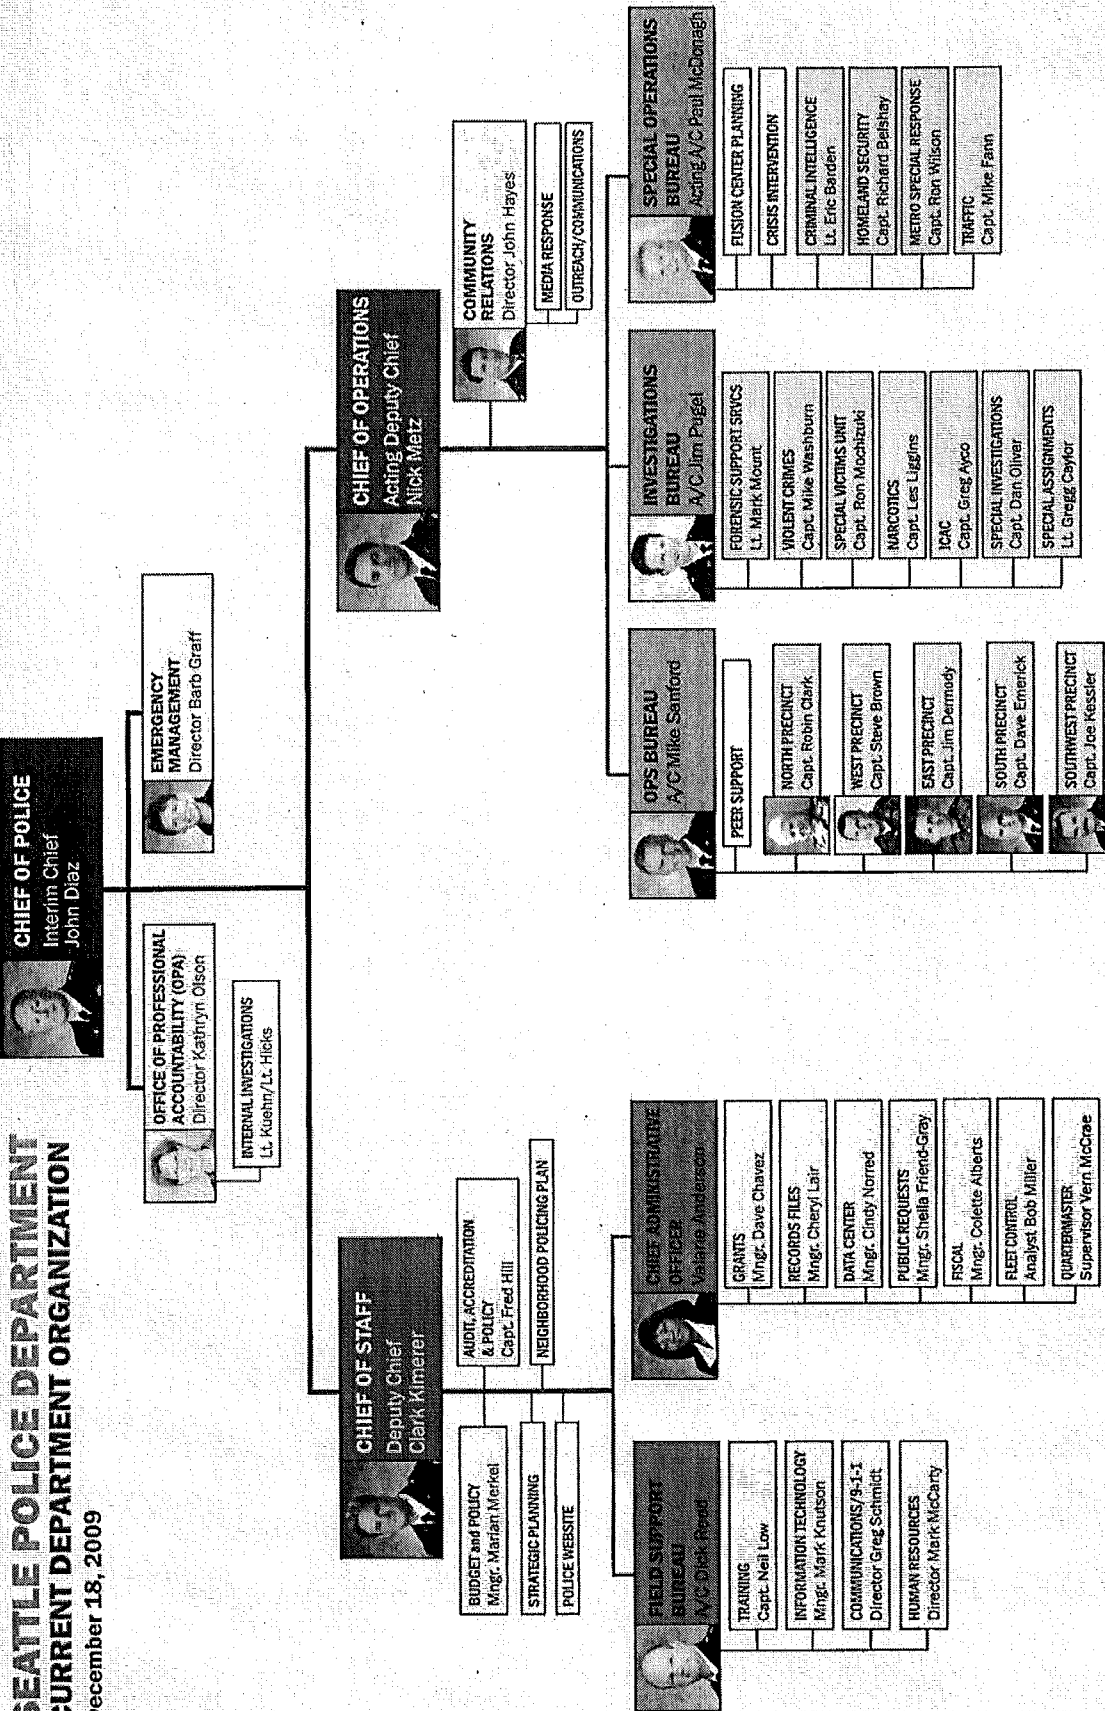 SEATTLE POLICE DEPARTMENT
CURRENT DEPARTMENT ORGANIZATION
December 18, 2009
CHIEF OF POLICE
Interim Chief
John Diaz
OFFICE OF PROFESSIONAL
ACCOUNTABILITY (OPA)
Director Kathryn Olson
INTERNAL INVESTIGATIONS
Lt. Kuehn/Lt. Hicks
EMERGENCY
MANAGEMENT
Director Barb Graff
CHIEF OF STAFF
Deputy Chief
Clark Kimerer
BUDGET and POLICY
Mngr. Marian Merkel
AUDIT, ACCREDITATION
& POLICY
Capt. Fred Hill
STRATEGIC PLANNING
NEIGHBORHOOD POLICING PLAN
POLICE WEBSITE
FIELD SUPPORT
BUREAU
A/C Dick Reed
TRAINING
Capt. Neil Low
INFORMATION TECHNOLOGY
Mngr. Mark Knutson
COMMUNICATIONS/9-1-1
Director Greg Schmidt
HUMAN RESOURCES
Director Mark McCarty
CHIEF ADMINISTRATIVE
OFFICER
Valarie Anderson
GRANTS
Mngr. Dave Chavez
RECORDS FILES
Mngr. Cheryl Lair
DATA CENTER
Mngr. Cindy Norred
PUBLIC REQUESTS
Mngr. Sheila Friend-Gray
FISCAL
Mngr. Colette Alberts
FLEET CONTROL
Analyst Bob Miller
QUARTERMASTER
Supervisor Vern McCrae
CHIEF OF OPERATIONS
Acting Deputy Chief
Nick Metz
COMMUNITY
RELATIONS
Director John Hayes
MEDIA RESPONSE
OUTREACH/COMMUNICATIONS
OPS BUREAU
A/C Mike Sanford
PEER SUPPORT
NORTH PRECINCT
Capt. Robin Clark
WEST PRECINCT
Capt. Steve Brown
EAST PRECINCT
Capt. Jim Dermody
SOUTH PRECINCT
Capt. Dave Emerick
SOUTHWEST PRECINCT
Capt. Joe Kessler
INVESTIGATIONS
BUREAU
A/C Jim Pugel
FORENSIC SUPPORT SRVCS
Lt. Mark Mount
VIOLENT CRIMES
Capt. Mike Washburn
SPECIAL VICTIMS UNIT
Capt. Ron Mochizuki
NARCOTICS
Capt. Les Liggins
ICAC
Capt. Greg Ayco
SPECIAL INVESTIGATIONS
Capt. Dan Oliver
SPECIAL ASSIGNMENTS
Lt. Gregg Caylor
SPECIAL OPERATIONS
BUREAU
Acting A/C Paul McDonagh
FUSION CENTER PLANNING
CRISIS INTERVENTION
CRIMINAL INTELLIGENCE
Lt. Eric Barden
HOMELAND SECURITY
Capt. Richard Belshay
METRO SPECIAL RESPONSE
Capt. Ron Wilson
TRAFFIC
Capt. Mike Fann